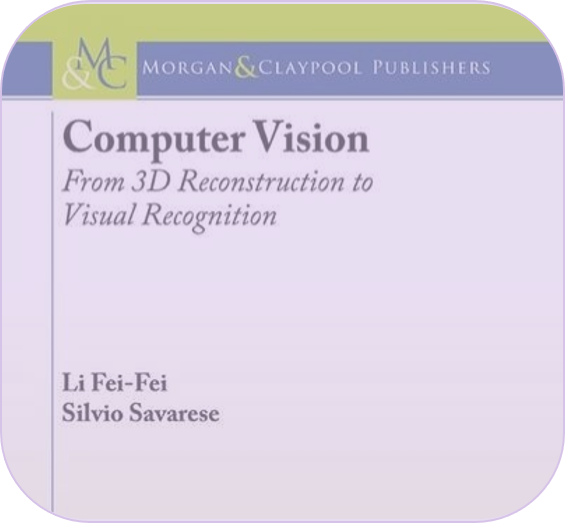 M&C MORGAN&CLAYPOOL PUBLISHERS
Computer Vision
From 3D Reconstruction to
Visual Recognition
Li Fei-Fei
Silvio Savarese